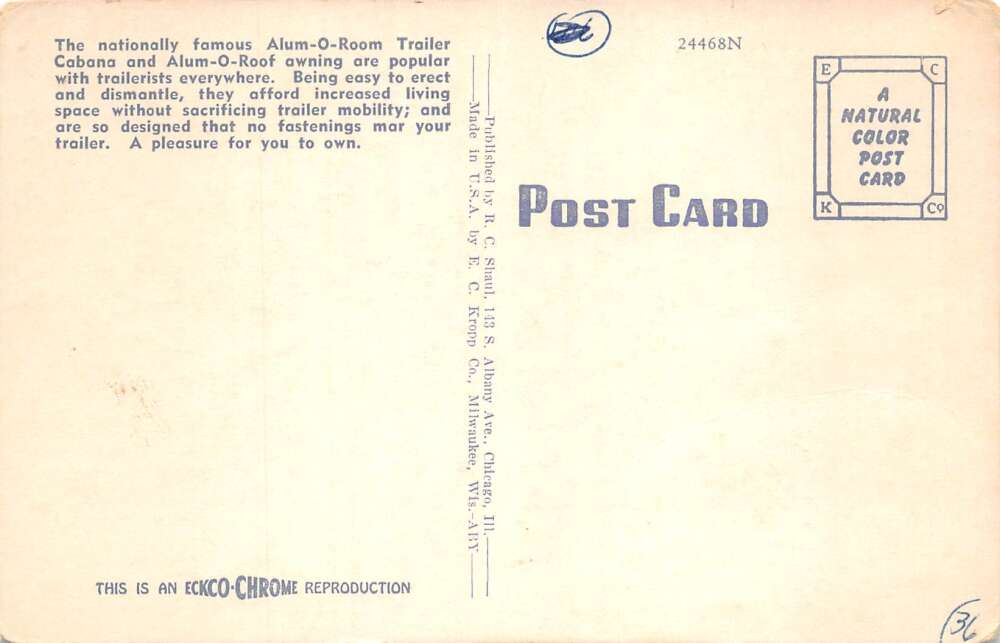 The nationally famous Alum-O-Room Trailer
Cabana and Alum-O-Roof awning are popular
with trailerists everywhere. Being easy to erect
and dismantle, they afford increased living
space without sacrificing trailer mobility; and
are so designed that no fastenings mar your
trailer. A pleasure for you to own.
THIS IS AN ECKCO-CHROME REPRODUCTION
—Published by R. C. Shaul, 143 S. Albany Ave., Chicago, Ill.—
—Made in U.S.A. by E. C. Kropp Co., Milwaukee, Wis.-ABY—
24468N
POST CARD
E C
A
NATURAL
COLOR
POST
CARD
K Co
36